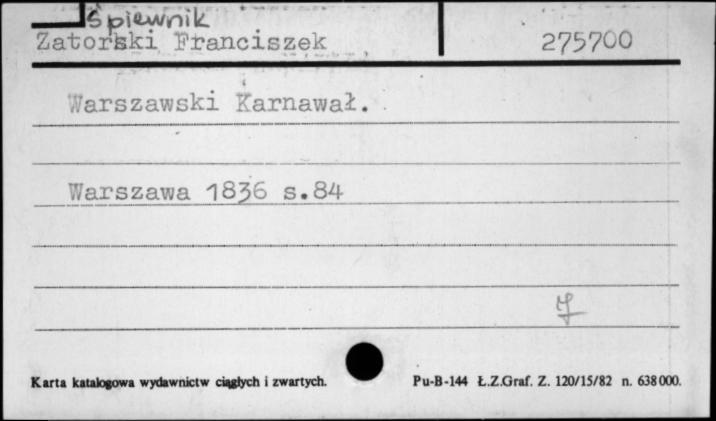 Śpiewnik
Zatorski Franciszek 275700
Warszawski Karnawał.
Warszawa 1836 s.84
Karta katalogowa wydawnictw ciągłych i zwartych. Pu-B-144 Ł.Z.Graf. Z. 120/15/82 n. 638000.